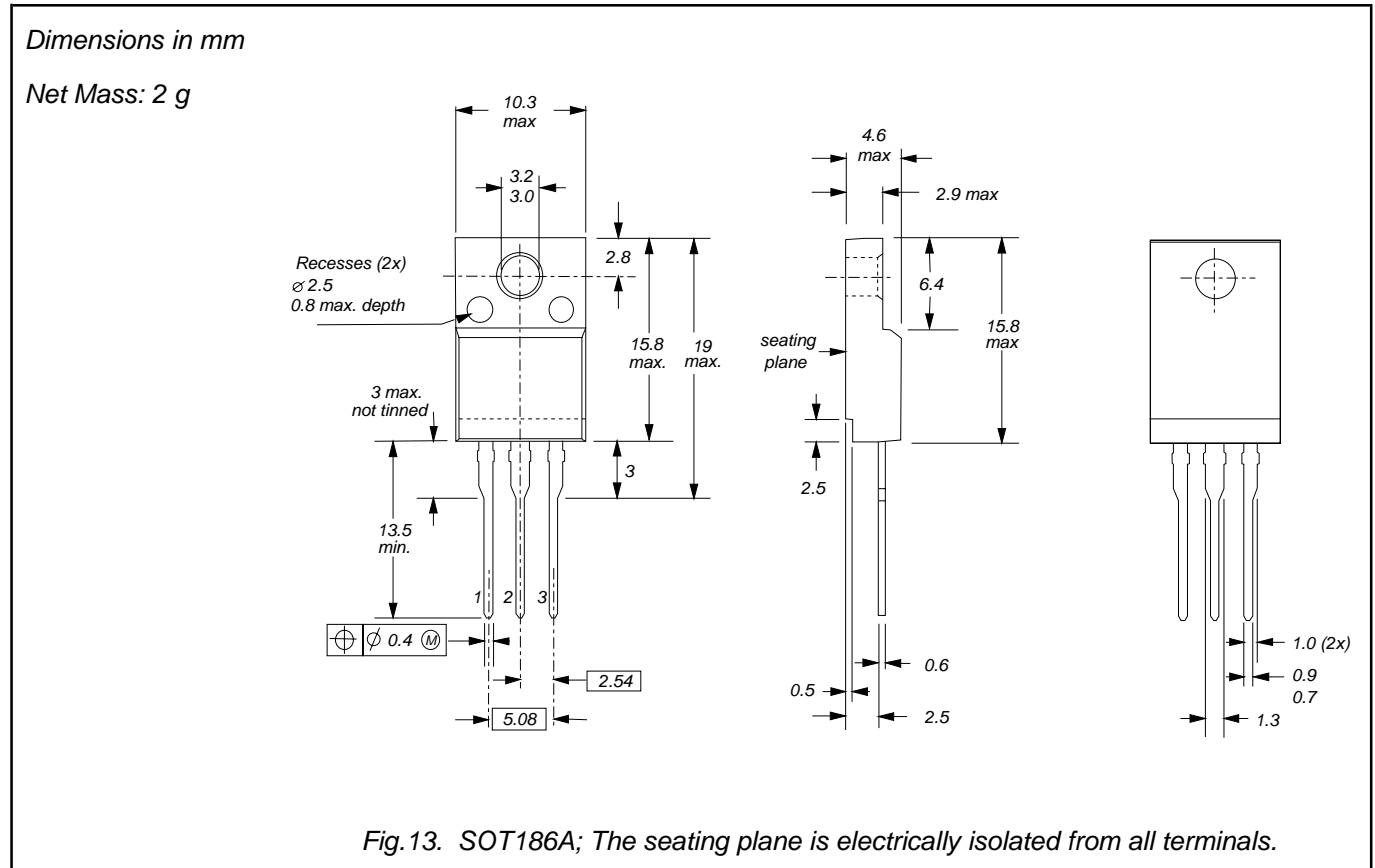 Dimensions in mm
Net Mass: 2 g
10.3
max
3.2
3.0
2.8
Recesses (2x)
⌀ 2.5
0.8 max. depth
15.8
max.
19
max.
3 max.
not tinned
3
13.5
min.
1
2
3
⌀ 0.4 Ⓜ
2.54
5.08
4.6
max
2.9 max
6.4
15.8
max
seating
plane
2.5
0.6
0.5
2.5
1.0 (2x)
0.9
0.7
1.3
Fig.13. SOT186A; The seating plane is electrically isolated from all terminals.